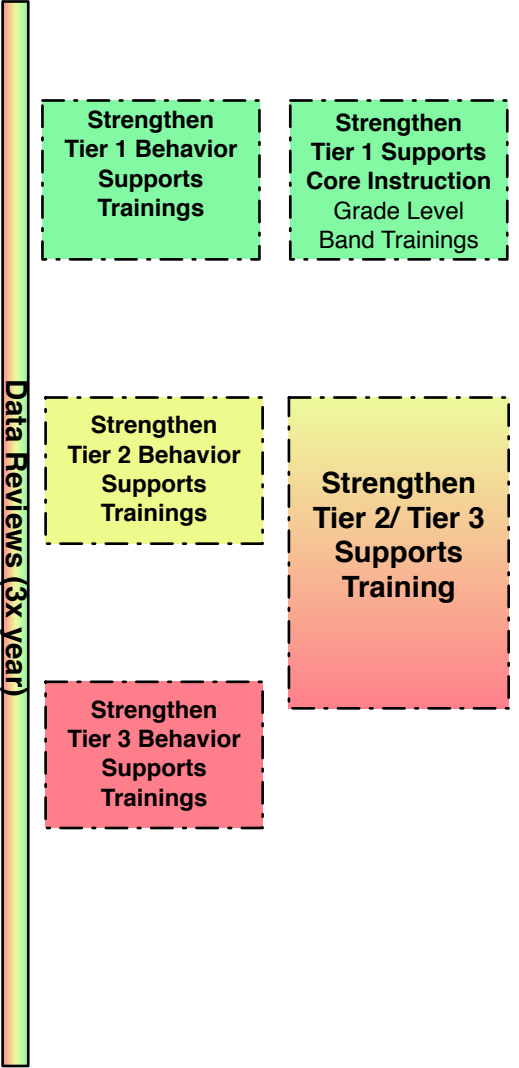 Strengthen
Tier 1 Behavior
Supports
Trainings
Strengthen
Tier 1 Supports
Core Instruction
Grade Level
Band Trainings
Data Reviews (3x year)
Strengthen
Tier 2 Behavior
Supports
Trainings
Strengthen
Tier 2/ Tier 3
Supports
Training
Strengthen
Tier 3 Behavior
Supports
Trainings